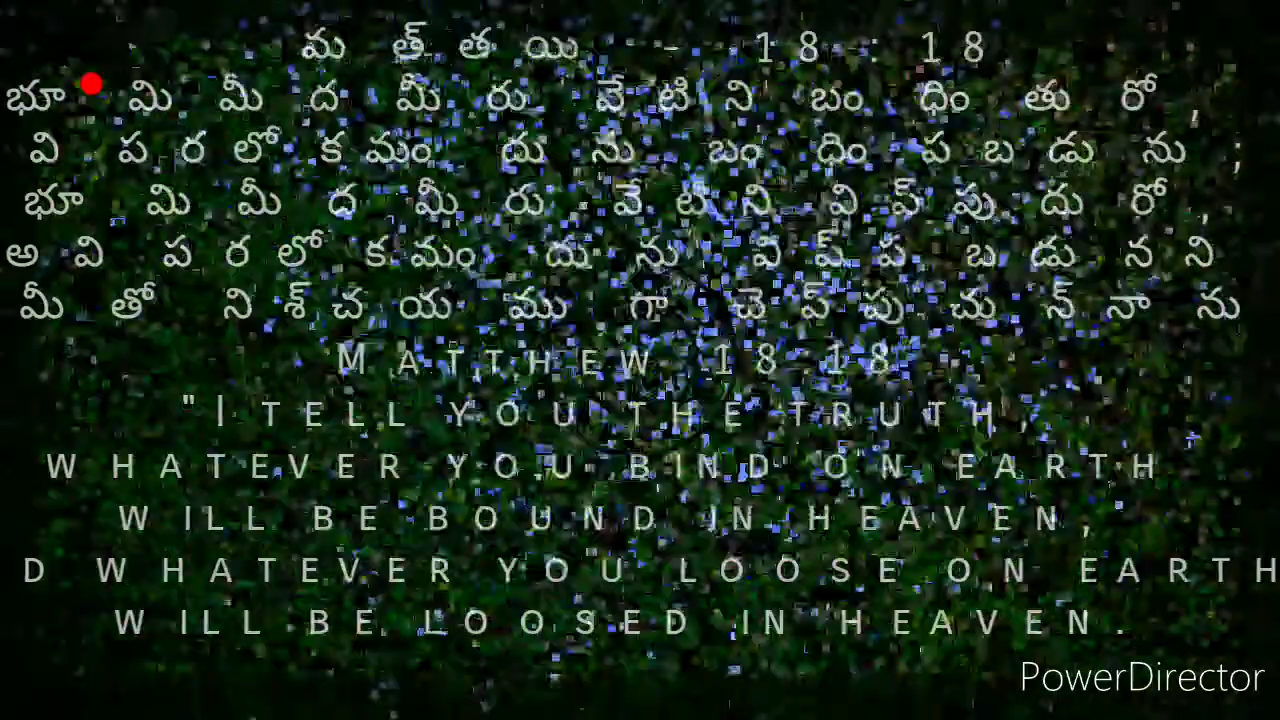 మత్తయి - 18 : 18
భూమి మీద మీరు వేటిని బంధింతురో,
వి పరలోకమందును బంధింపబడును ;
భూమి మీద మీరు వేటిని విప్పుదురో,
అవి పరలోకమందును విప్పబడునని
మీతో నిశ్చయముగా చెప్పుచున్నాను
MATTHEW 18 18
"I TELL YOU THE TRUTH,
WHATEVER YOU BIND ON EARTH
WILL BE BOUND IN HEAVEN,
D WHATEVER YOU LOOSE ON EARTH
WILL BE LOOSED IN HEAVEN.
PowerDirector